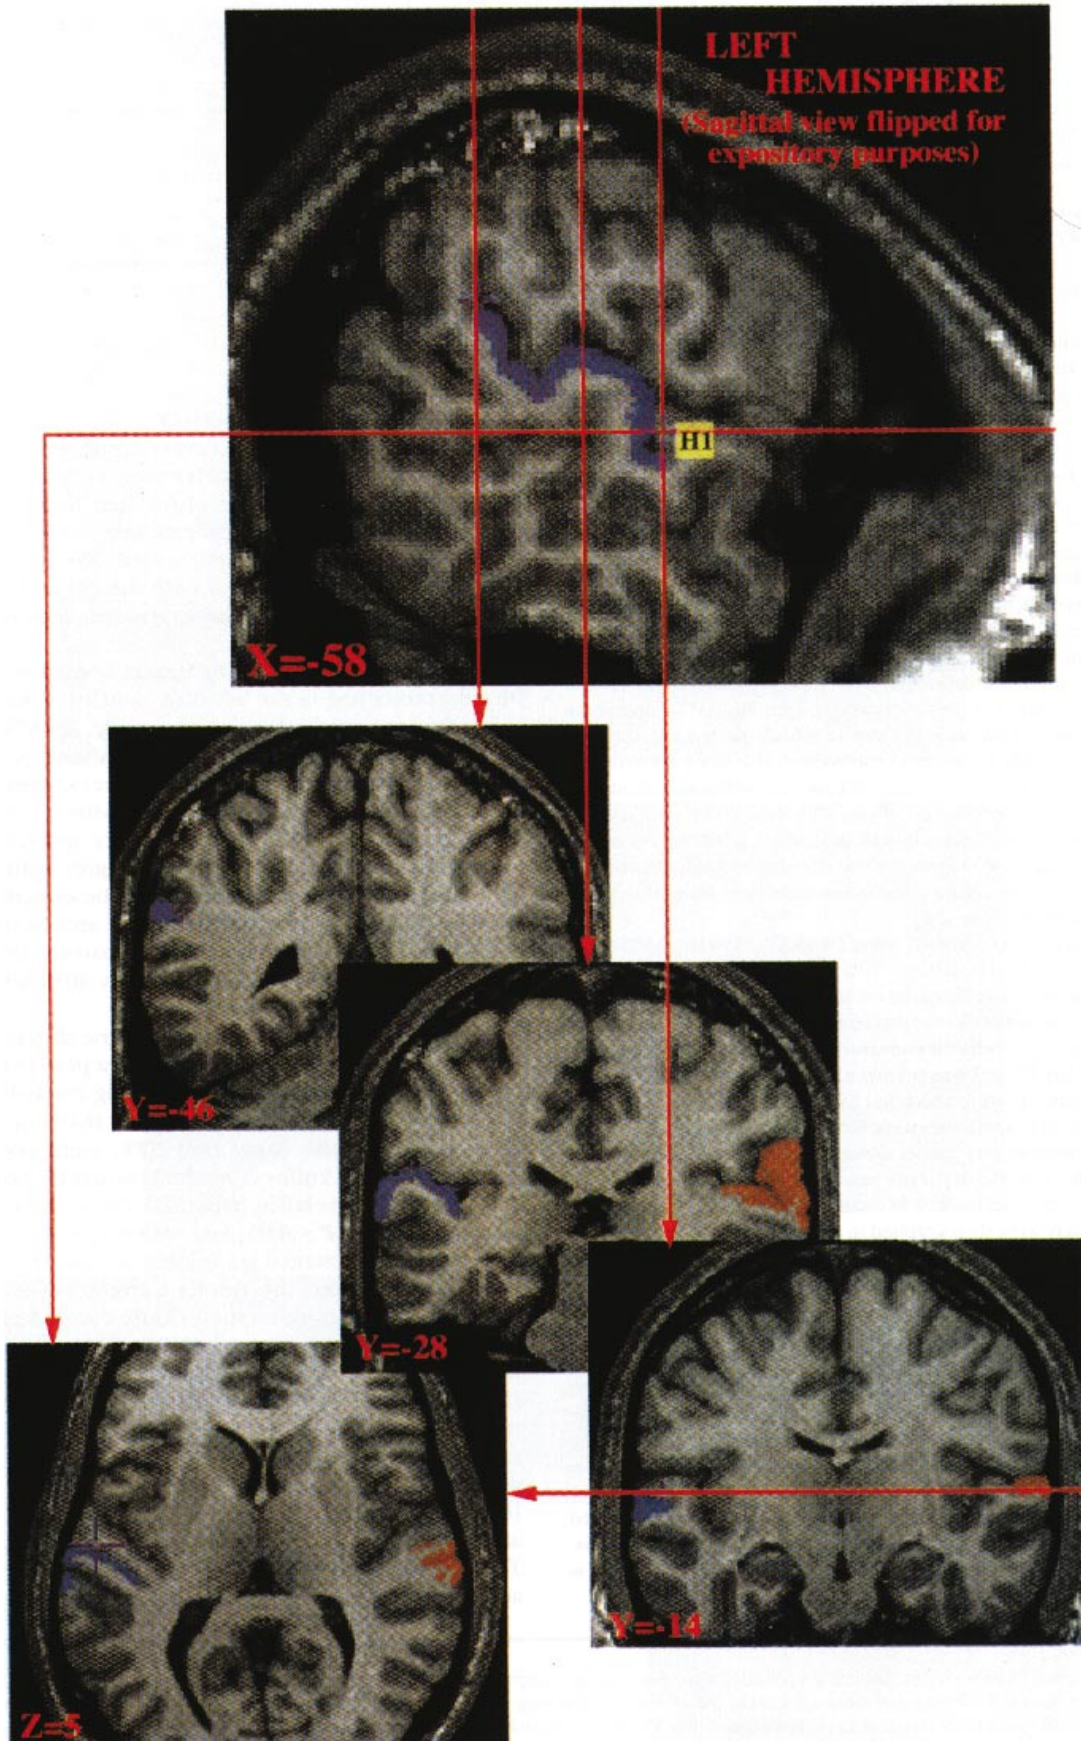 LEFT
HEMISPHERE
(Sagittal view flipped for
expository purposes)
H1
X=-58
Y=-46
Y=-28
Y=-14
Z=5